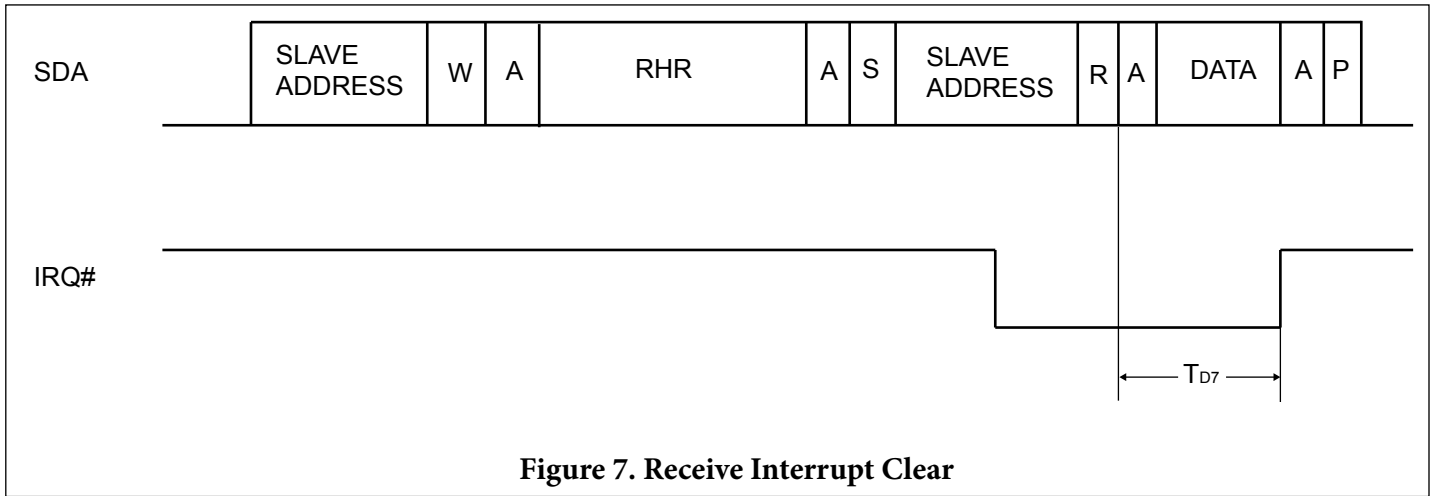 SDA
SLAVE
ADDRESS
W
A
RHR
A
S
SLAVE
ADDRESS
R
A
DATA
A
P
IRQ#
TD7
Figure 7. Receive Interrupt Clear